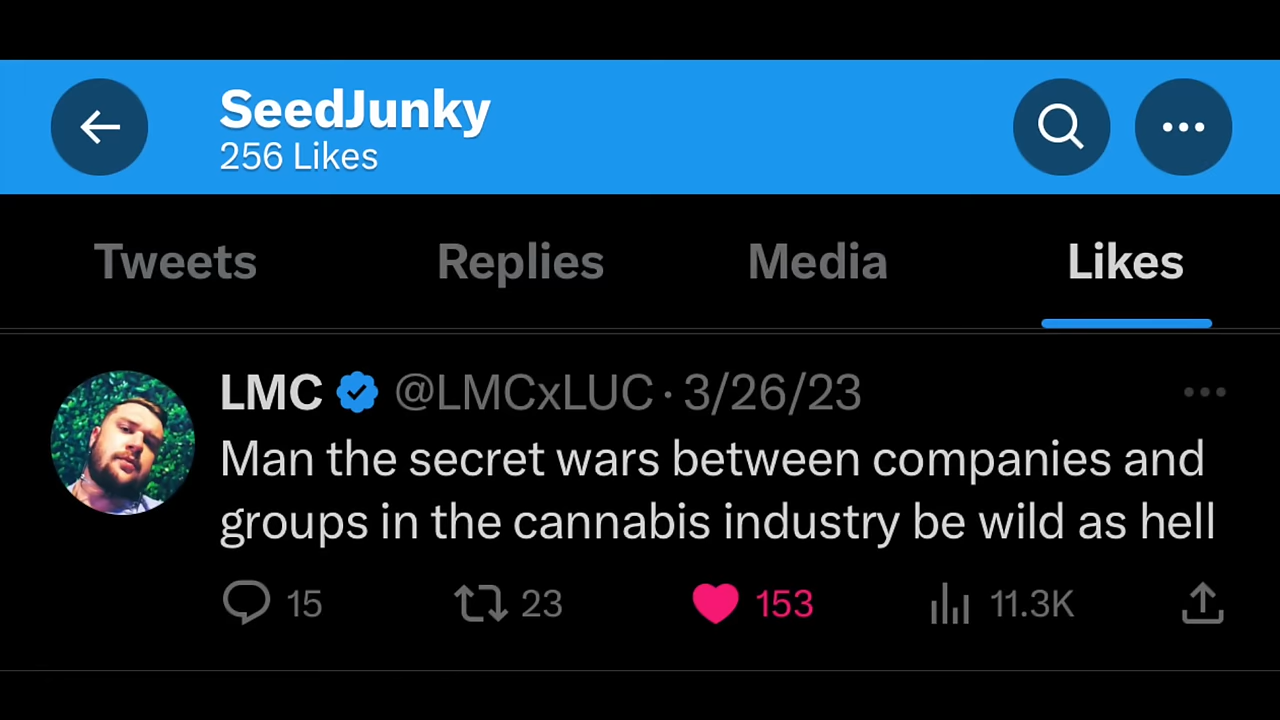 SeedJunky
256 Likes
Tweets Replies Media Likes
LMC @LMCxLUC · 3/26/23
Man the secret wars between companies and
groups in the cannabis industry be wild as hell
15 23 153 11.3K